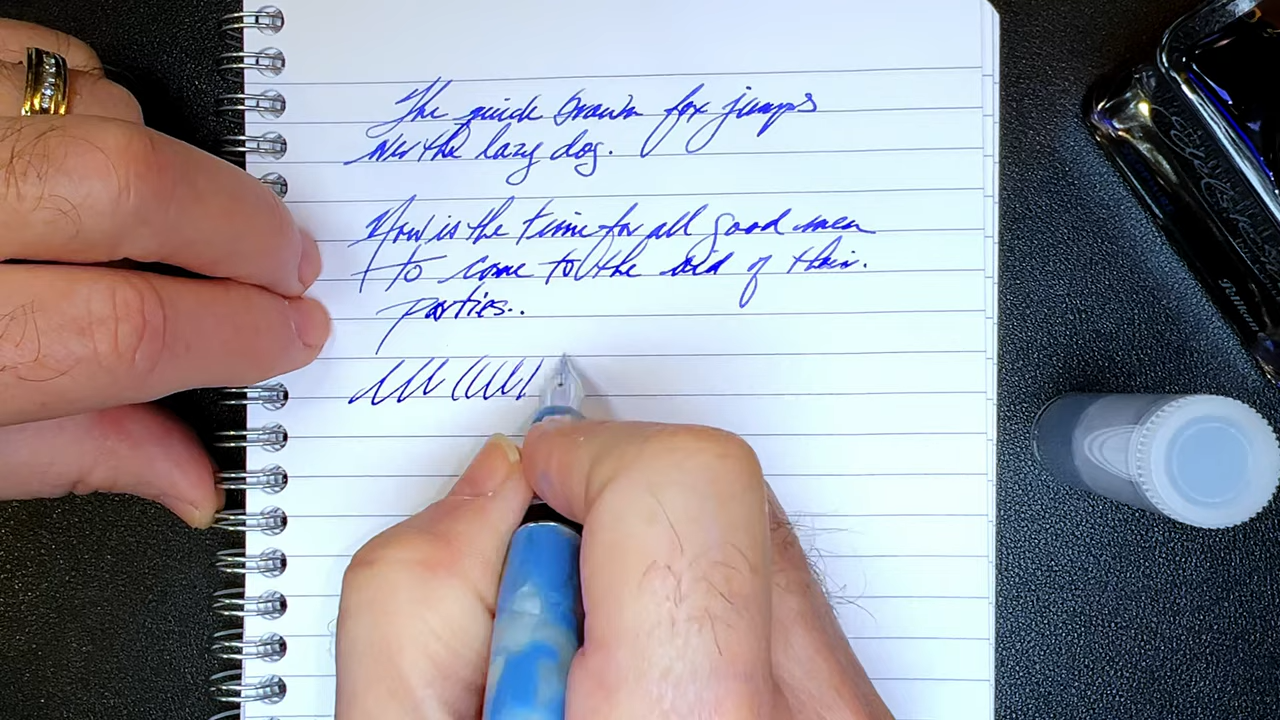 The quick brown fox jumps
over the lazy dog.
Now is the time for all good men
to come to the aid of their.
parties..
Pelikan